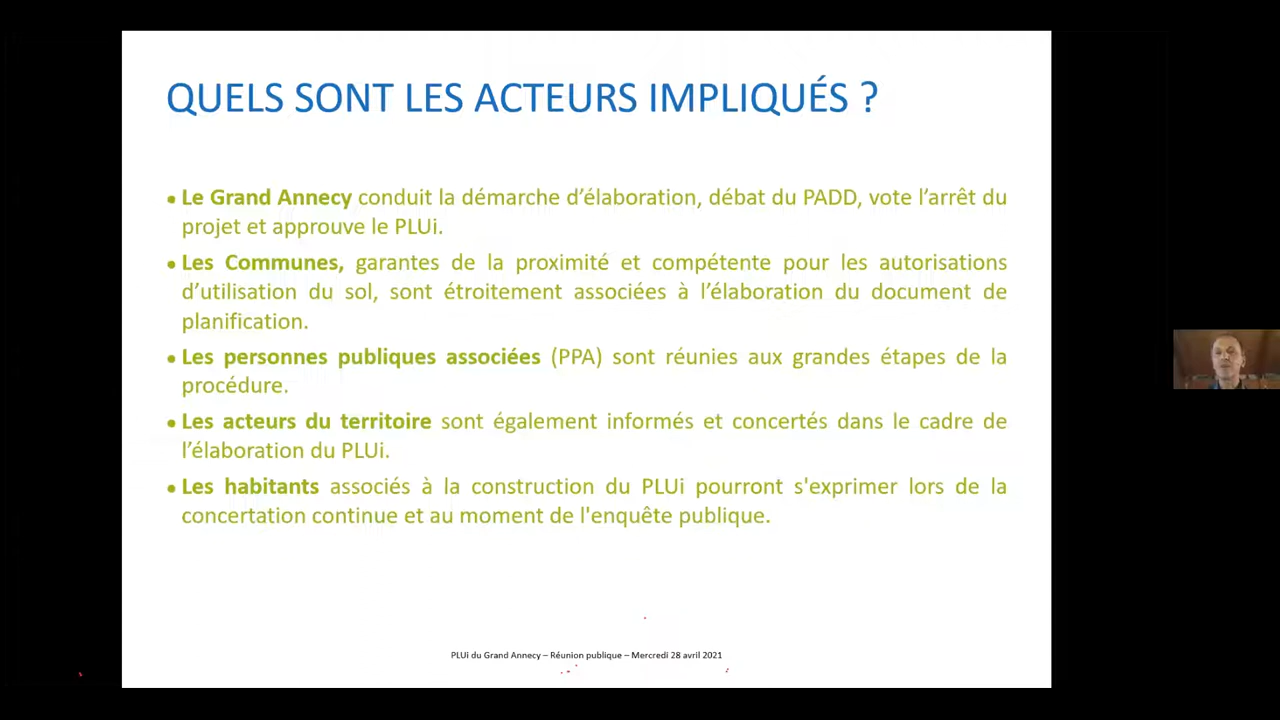 QUELS SONT LES ACTEURS IMPLIQUÉS ?
• Le Grand Annecy conduit la démarche d’élaboration, débat du PADD, vote l’arrêt du
projet et approuve le PLUi.
• Les Communes, garantes de la proximité et compétente pour les autorisations
d’utilisation du sol, sont étroitement associées à l’élaboration du document de
planification.
• Les personnes publiques associées (PPA) sont réunies aux grandes étapes de la
procédure.
• Les acteurs du territoire sont également informés et concertés dans le cadre de
l’élaboration du PLUi.
• Les habitants associés à la construction du PLUi pourront s'exprimer lors de la
concertation continue et au moment de l'enquête publique.
PLUi du Grand Annecy – Réunion publique – Mercredi 28 avril 2021